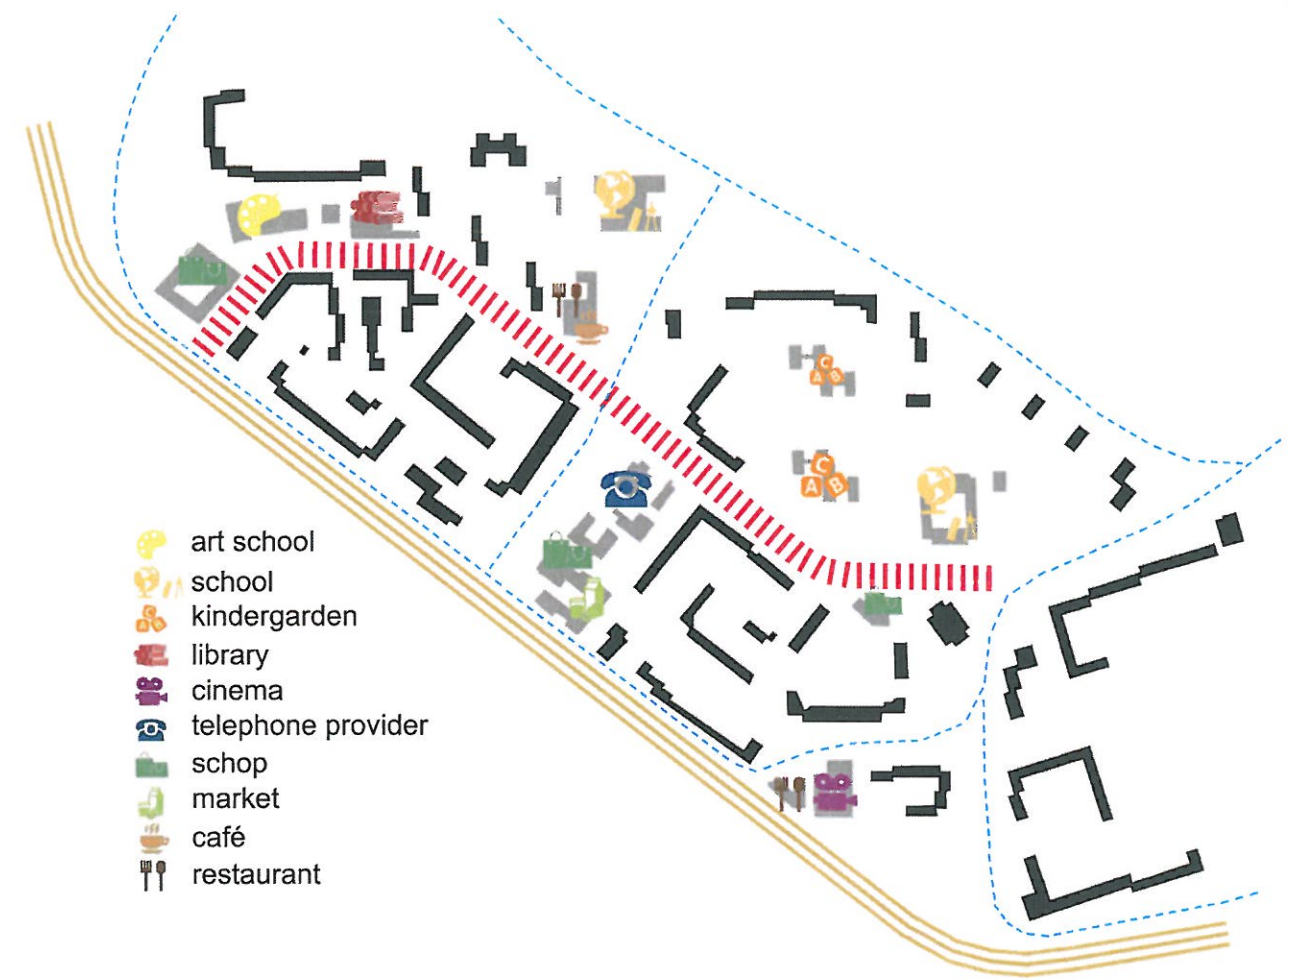 art school
school
kindergarden
library
cinema
telephone provider
schop
market
café
restaurant